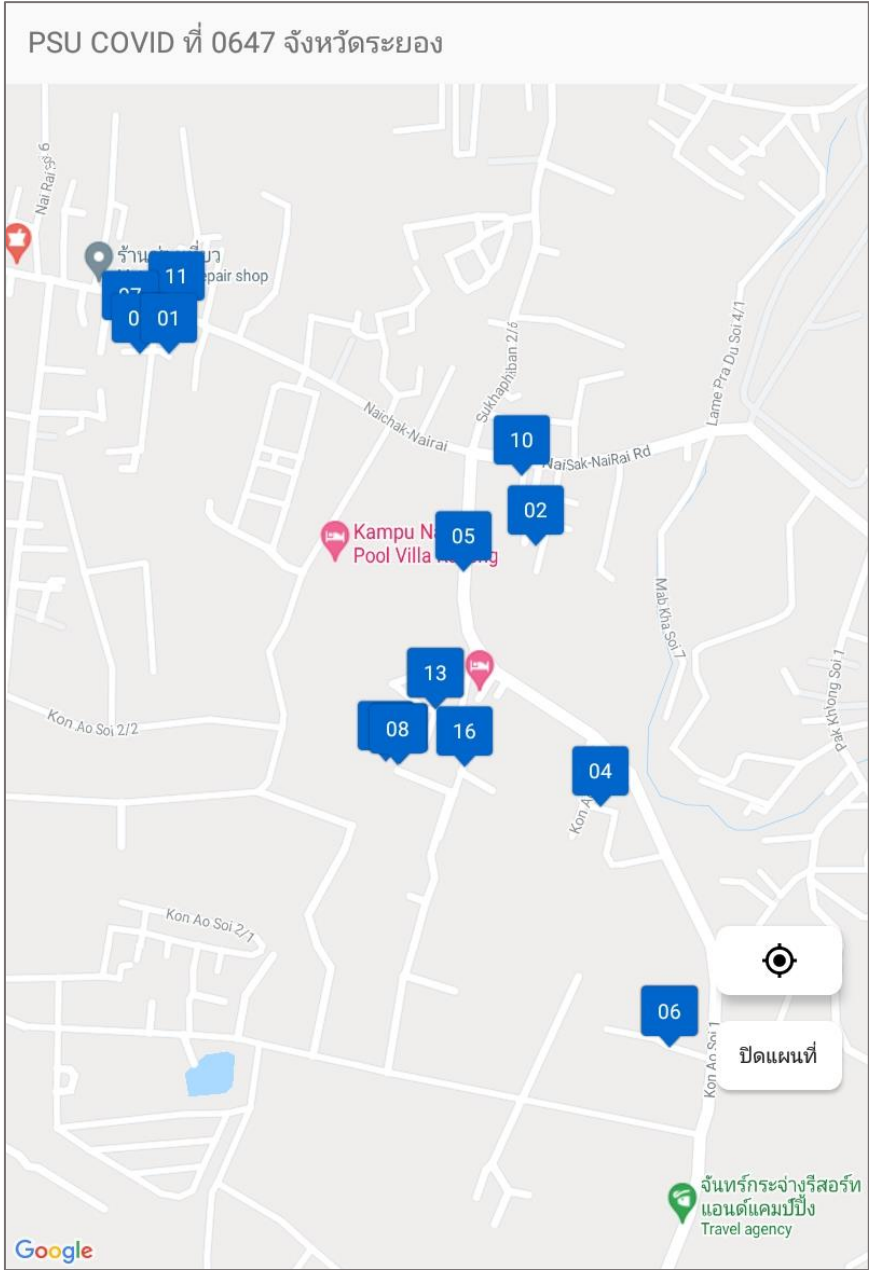 PSU COVID ที่ 0647 จังหวัดระยอง
Nai Rai
11
epair shop
01
Sukhaphiban 2/6
Lame Pra Du Soi 4/1
Naichak-Nairai
10
NaiSak-NaiRai Rd
02
05
Kampu
Pool Villa
Mab Kha Soi 7
13
Pak Khlong Soi 1
Kon Ao Soi 2/2
08
16
04
Kon
Kon Ao Soi 2/1
06
Kon Ao Soi 1
ปิดแผนที่
จันทร์กระจ่างรีสอร์ท
แอนด์แคมป์ปิ้ง
Travel agency
Google